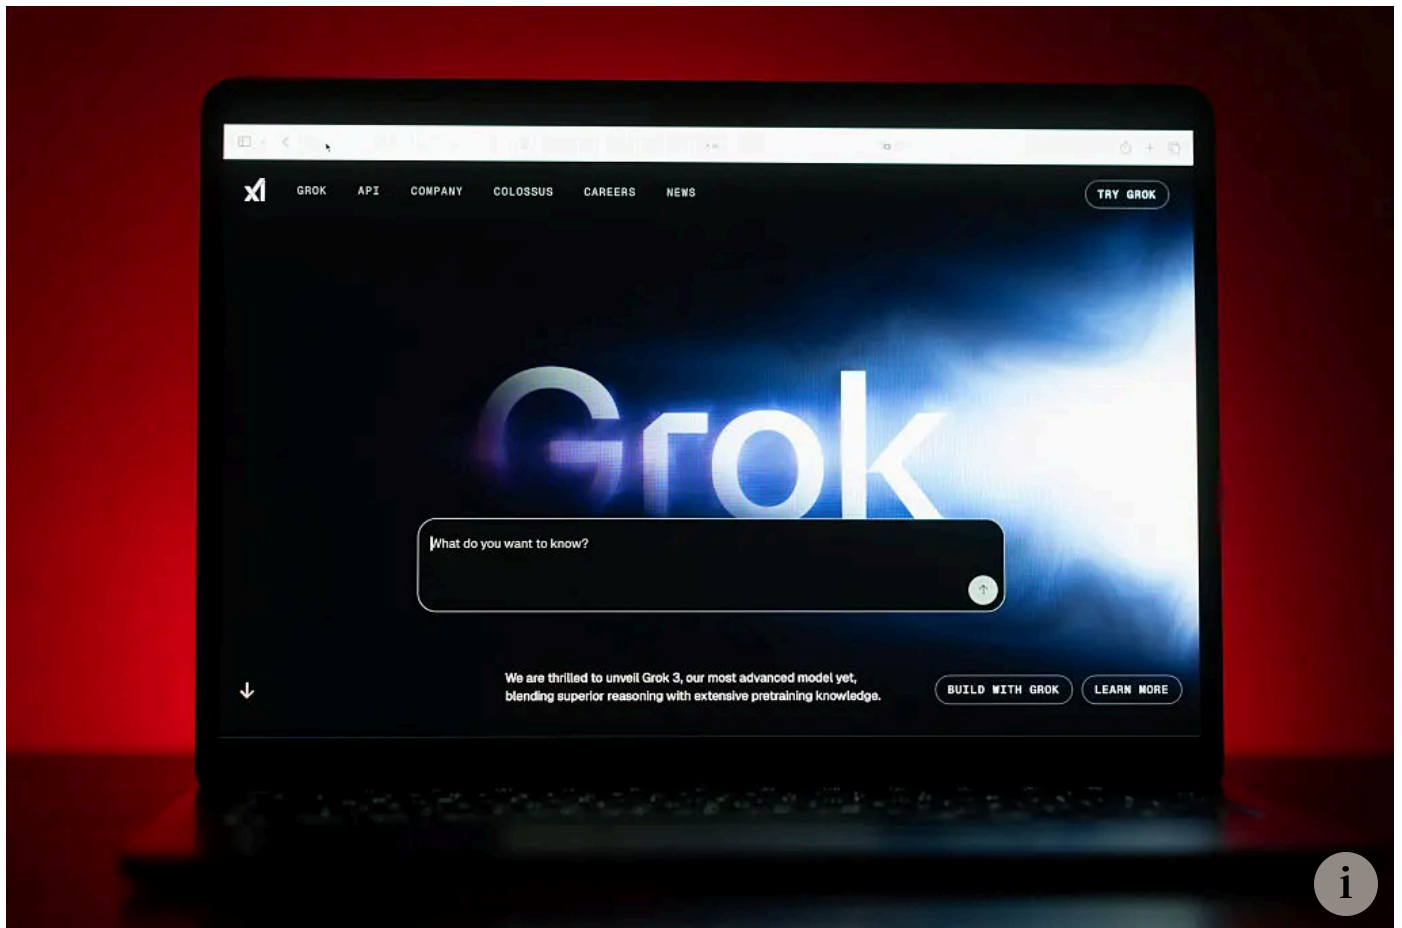 xI
GROK API COMPANY COLOSSUS CAREERS NEWS
TRY GROK
Grok
What do you want to know?
We are thrilled to unveil Grok 3, our most advanced model yet,
blending superior reasoning with extensive pretraining knowledge.
BUILD WITH GROK
LEARN MORE
i